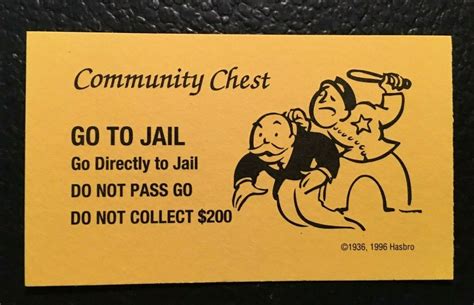 Community Chest
GO TO JAIL
Go Directly to Jail
DO NOT PASS GO
DO NOT COLLECT $200
©1936, 1996 Hasbro